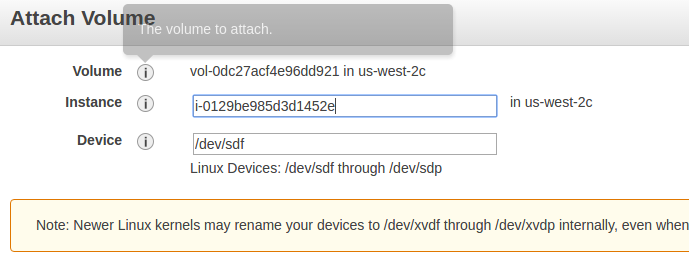 Attach Volume
The volume to attach.
Volume i vol-0dc27acf4e96dd921 in us-west-2c
Instance i i-0129be985d3d1452e in us-west-2c
Device i /dev/sdf
Linux Devices: /dev/sdf through /dev/sdp
Note: Newer Linux kernels may rename your devices to /dev/xvdf through /dev/xvdp internally, even when